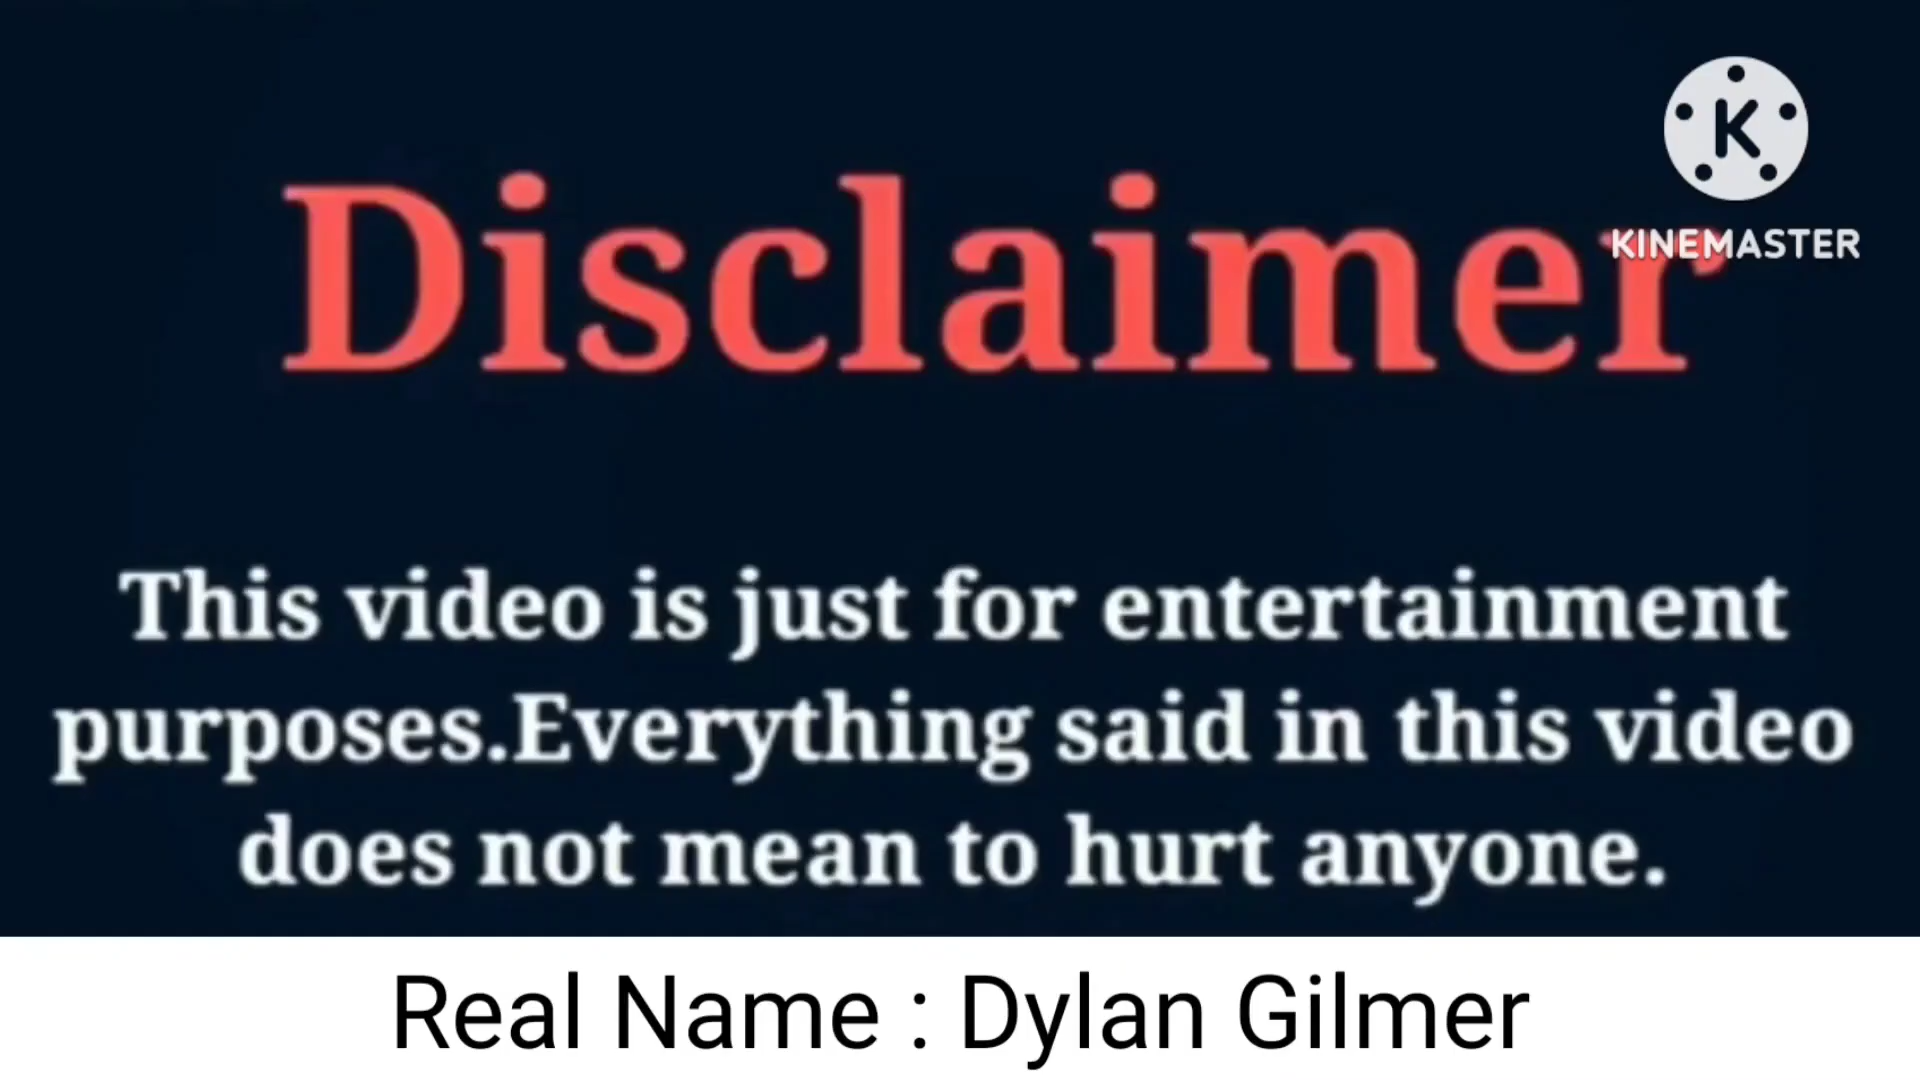 K
KINEMASTER
Disclaimer
This video is just for entertainment
purposes.Everything said in this video
does not mean to hurt anyone.
Real Name : Dylan Gilmer